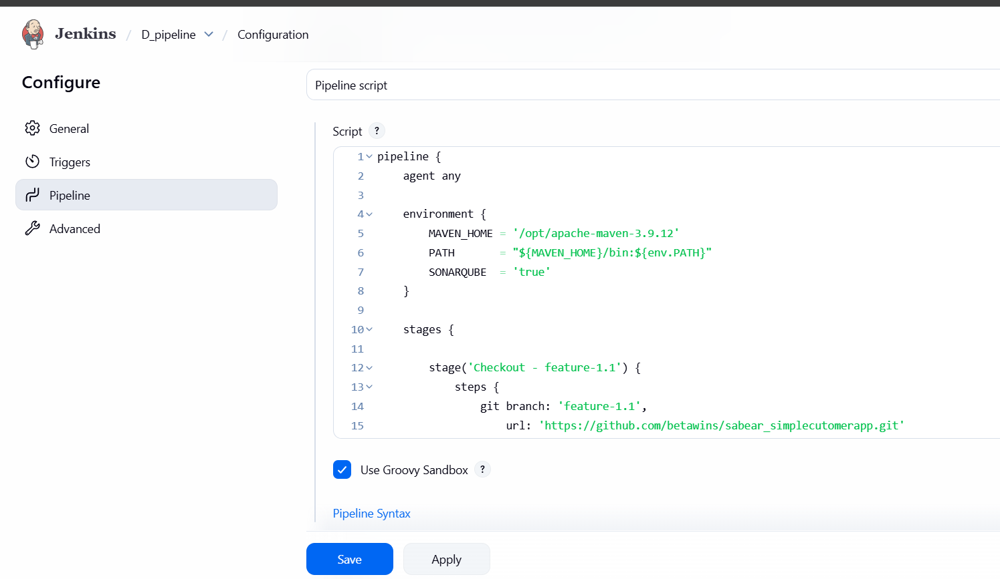 Jenkins / D_pipeline / Configuration
Configure
General
Triggers
Pipeline
Advanced
Pipeline script
Script ?
1 pipeline {
2     agent any
3
4     environment {
5         MAVEN_HOME = '/opt/apache-maven-3.9.12'
6         PATH       = "${MAVEN_HOME}/bin:${env.PATH}"
7         SONARQUBE  = 'true'
8     }
9
10     stages {
11
12         stage('Checkout - feature-1.1') {
13             steps {
14                 git branch: 'feature-1.1',
15                     url: 'https://github.com/betawins/sabear_simplecutomerapp.git'
Use Groovy Sandbox ?
Pipeline Syntax
Save Apply